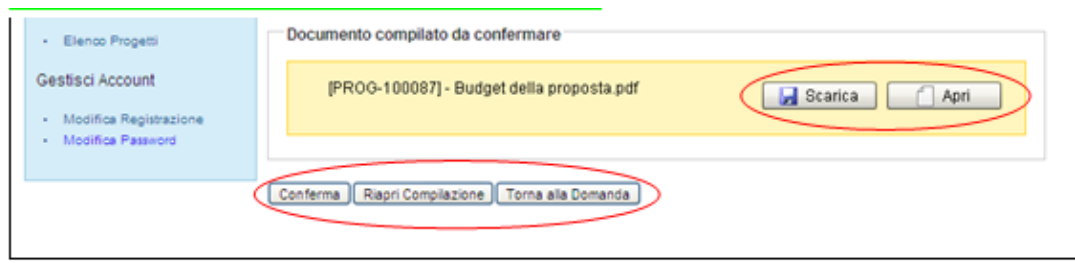 Elenco Progetti
Gestisci Account
Modifica Registrazione
Modifica Password
Documento compilato da confermare
[PROG-100087] - Budget della proposta.pdf
Scarica
Apri
Conferma
Riapri Compilazione
Torna alla Domanda